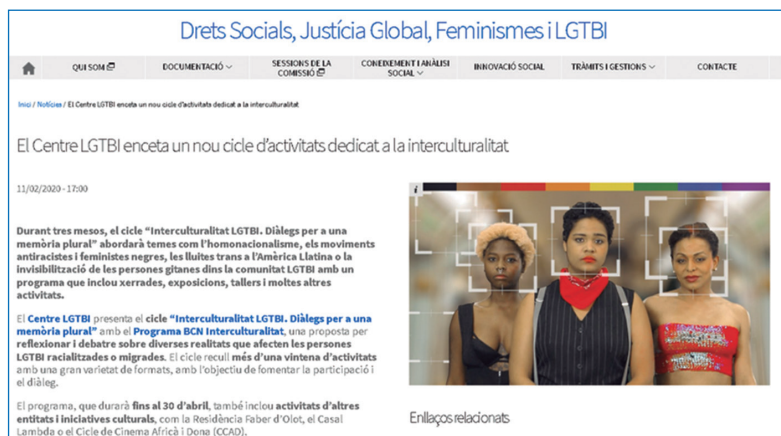 Drets Socials, Justícia Global, Feminismes i LGTBI
QUI SOM
DOCUMENTACIÓ
SESSIONS DE LA
COMISSIÓ
CONEIXEMENT I ANÀLISI
SOCIAL
INNOVACIÓ SOCIAL
TRÀMITS I GESTIONS
CONTACTE
Inici / Notícies / El Centre LGTBI enceta un nou cicle d'activitats dedicat a la interculturalitat
El Centre LGTBI enceta un nou cicle d'activitats dedicat a la interculturalitat
11/02/2020 - 17:00
Durant tres mesos, el cicle “Interculturalitat LGTBI. Diàlegs per a una
memòria plural” abordarà temes com l'homonacionalisme, els moviments
antiracistes i feministes negres, les lluites trans a l'Amèrica Llatina o la
invisibilització de les persones gitanes dins la comunitat LGTBI amb un
programa que inclou xerrades, exposicions, tallers i moltes altres
activitats.
El Centre LGTBI presenta el cicle “Interculturalitat LGTBI. Diàlegs per a una
memòria plural” amb el Programa BCN Interculturalitat, una proposta per
reflexionar i debatre sobre diverses realitats que afecten les persones
LGTBI racialitzades o migrades. El cicle recull més d'una vintena d'activitats
amb una gran varietat de formats, amb l'objectiu de fomentar la participació i
el diàleg.
El programa, que durarà fins al 30 d'abril, també inclou activitats d'altres
entitats i iniciatives culturals, com la Residència Faber d'Olot, el Casal
Lambda o el Cicle de Cinema Africà i Dona (CCAD).
i
Enllaços relacionats